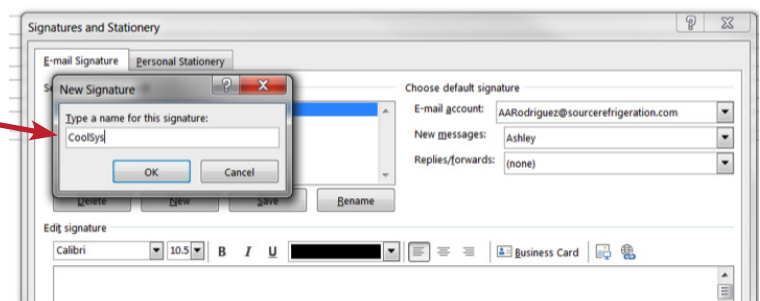 Signatures and Stationery
E-mail Signature Personal Stationery
New Signature
Type a name for this signature:
CoolSys
OK Cancel
Choose default signature
E-mail account: AARodriguez@sourcerefrigeration.com
New messages: Ashley
Replies/forwards: (none)
Delete New Save Rename
Edit signature
Calibri 10.5 B I U Business Card